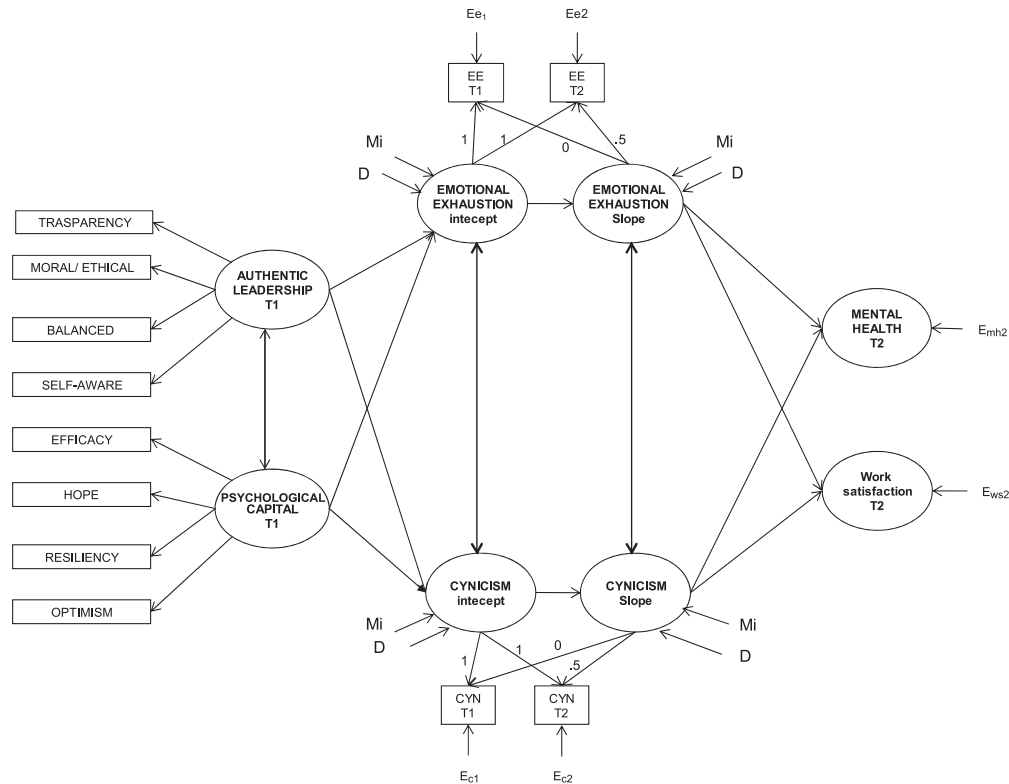 Ee1
Ee2
EE
T1
EE
T2
1
1
0
.5
Mi
D
Mi
D
EMOTIONAL
EXHAUSTION
intecept
EMOTIONAL
EXHAUSTION
Slope
TRASPARENCY
MORAL/ ETHICAL
BALANCED
SELF-AWARE
AUTHENTIC
LEADERSHIP
T1
EFFICACY
HOPE
RESILIENCY
OPTIMISM
PSYCHOLOGICAL
CAPITAL
T1
MENTAL
HEALTH
T2
Emh2
Work
satisfaction
T2
Ews2
CYNICISM
intecept
CYNICISM
Slope
Mi
D
Mi
D
1
1
0
.5
CYN
T1
CYN
T2
Ec1
Ec2